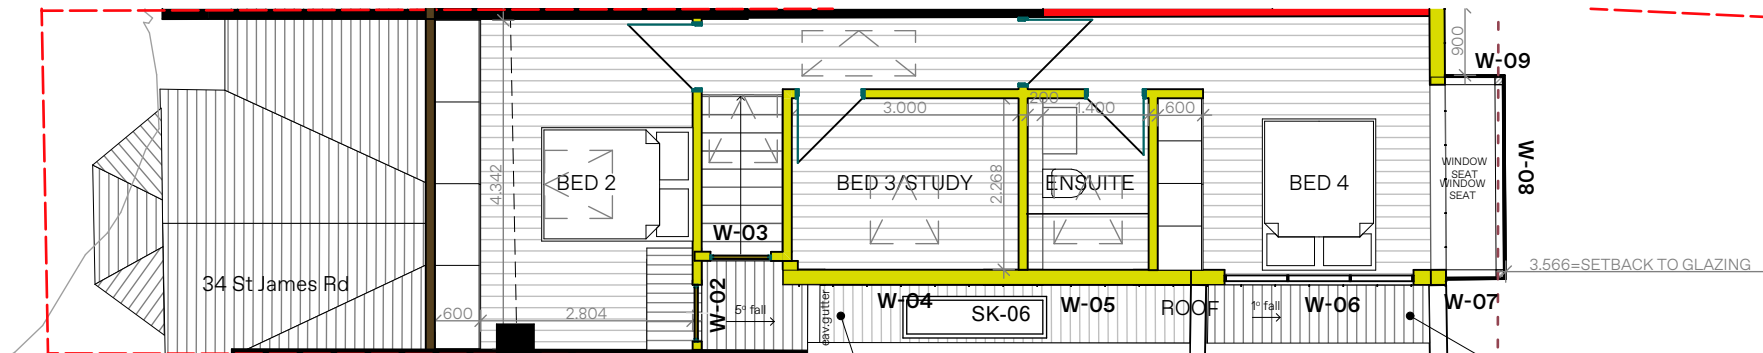 900
W-09
3.000
200
1.400
600
4.342
BED 2
BED 3/STUDY
2.268
ENSUITE
BED 4
WINDOW
SEAT
WINDOW
SEAT
W-08
W-03
34 St James Rd
3.566=SETBACK TO GLAZING
600
2.804
W-02
5º fall
eav.gutter
W-04
SK-06
W-05
ROOF
1º fall
W-06
W-07